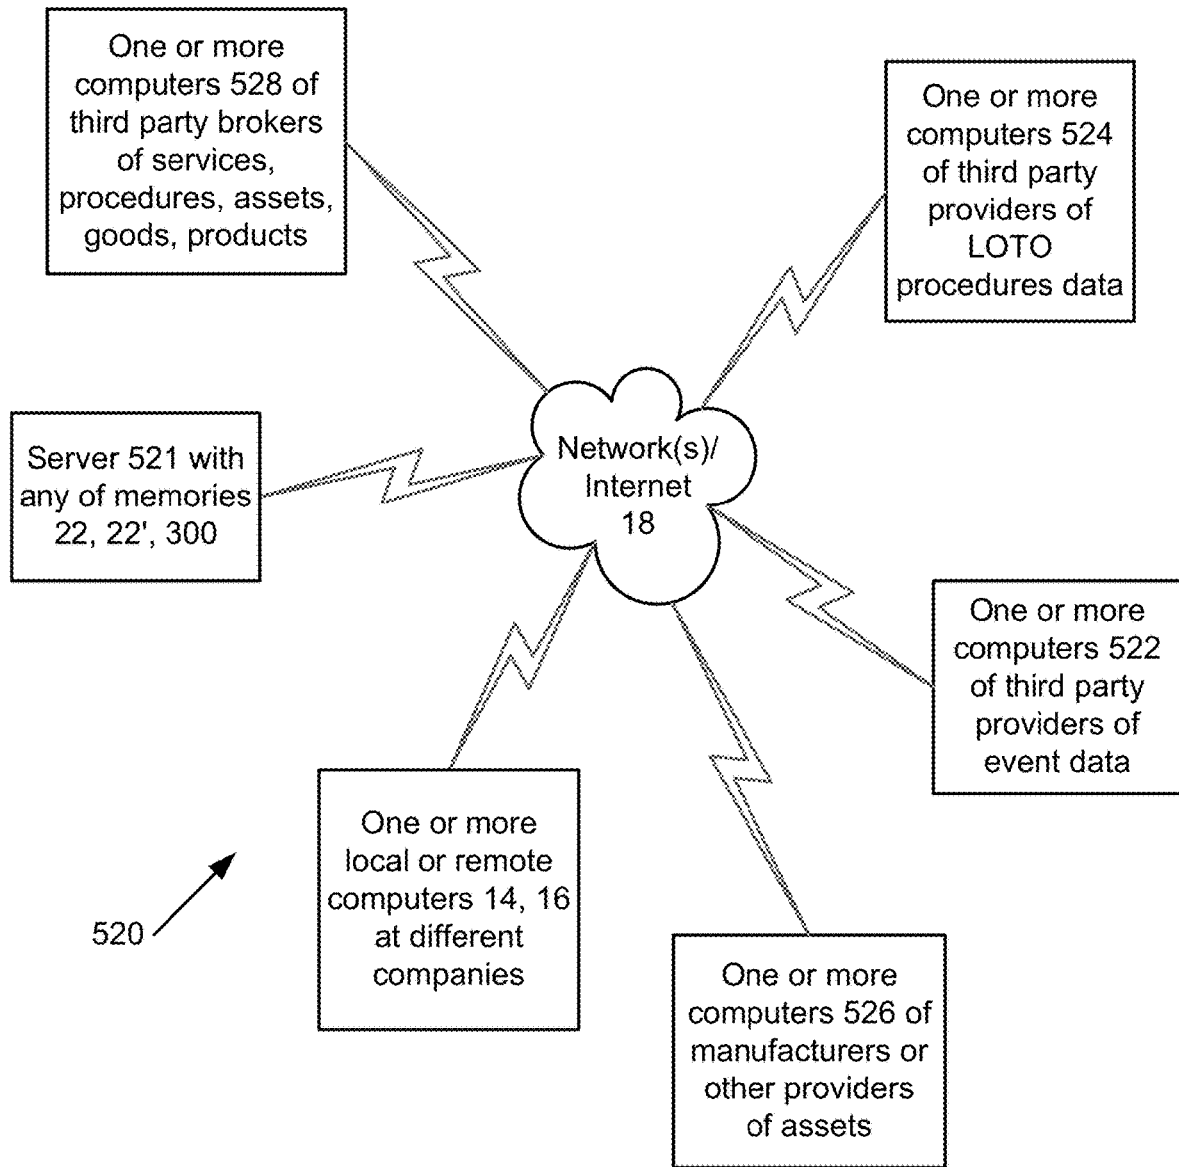 One or more
computers 528 of
third party brokers
of services,
procedures, assets,
goods, products
One or more
computers 524
of third party
providers of
LOTO
procedures data
Network(s)/
Internet
18
Server 521 with
any of memories
22, 22', 300
One or more
computers 522
of third party
providers of
event data
One or more
local or remote
computers 14, 16
at different
companies
520
One or more
computers 526 of
manufacturers or
other providers
of assets